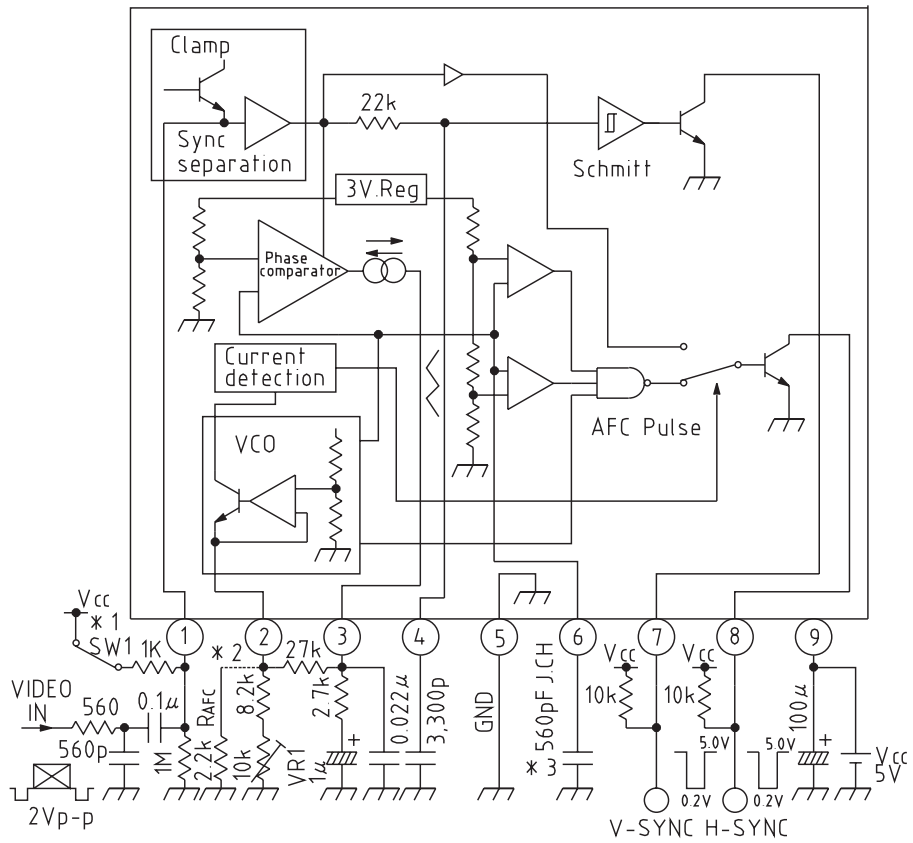 Clamp
Sync
separation
22k
Schmitt
3V.Reg
Phase
comparator
Current
detection
AFC Pulse
VCO
Vcc
* 1
SW1
1K
1
2
3
4
5
6
7
8
9
VIDEO
IN
560
0.1μ
560p
1M
2Vp-p
* 2
RAFC
2.2k
8.2k
10k
VR1
27k
2.7k
1μ
+
0.022μ
3,300p
GND
560pF J.CH
* 3
Vcc
10k
Vcc
10k
5.0V
0.2V
5.0V
0.2V
V-SYNC
H-SYNC
100μ
+
Vcc
5V